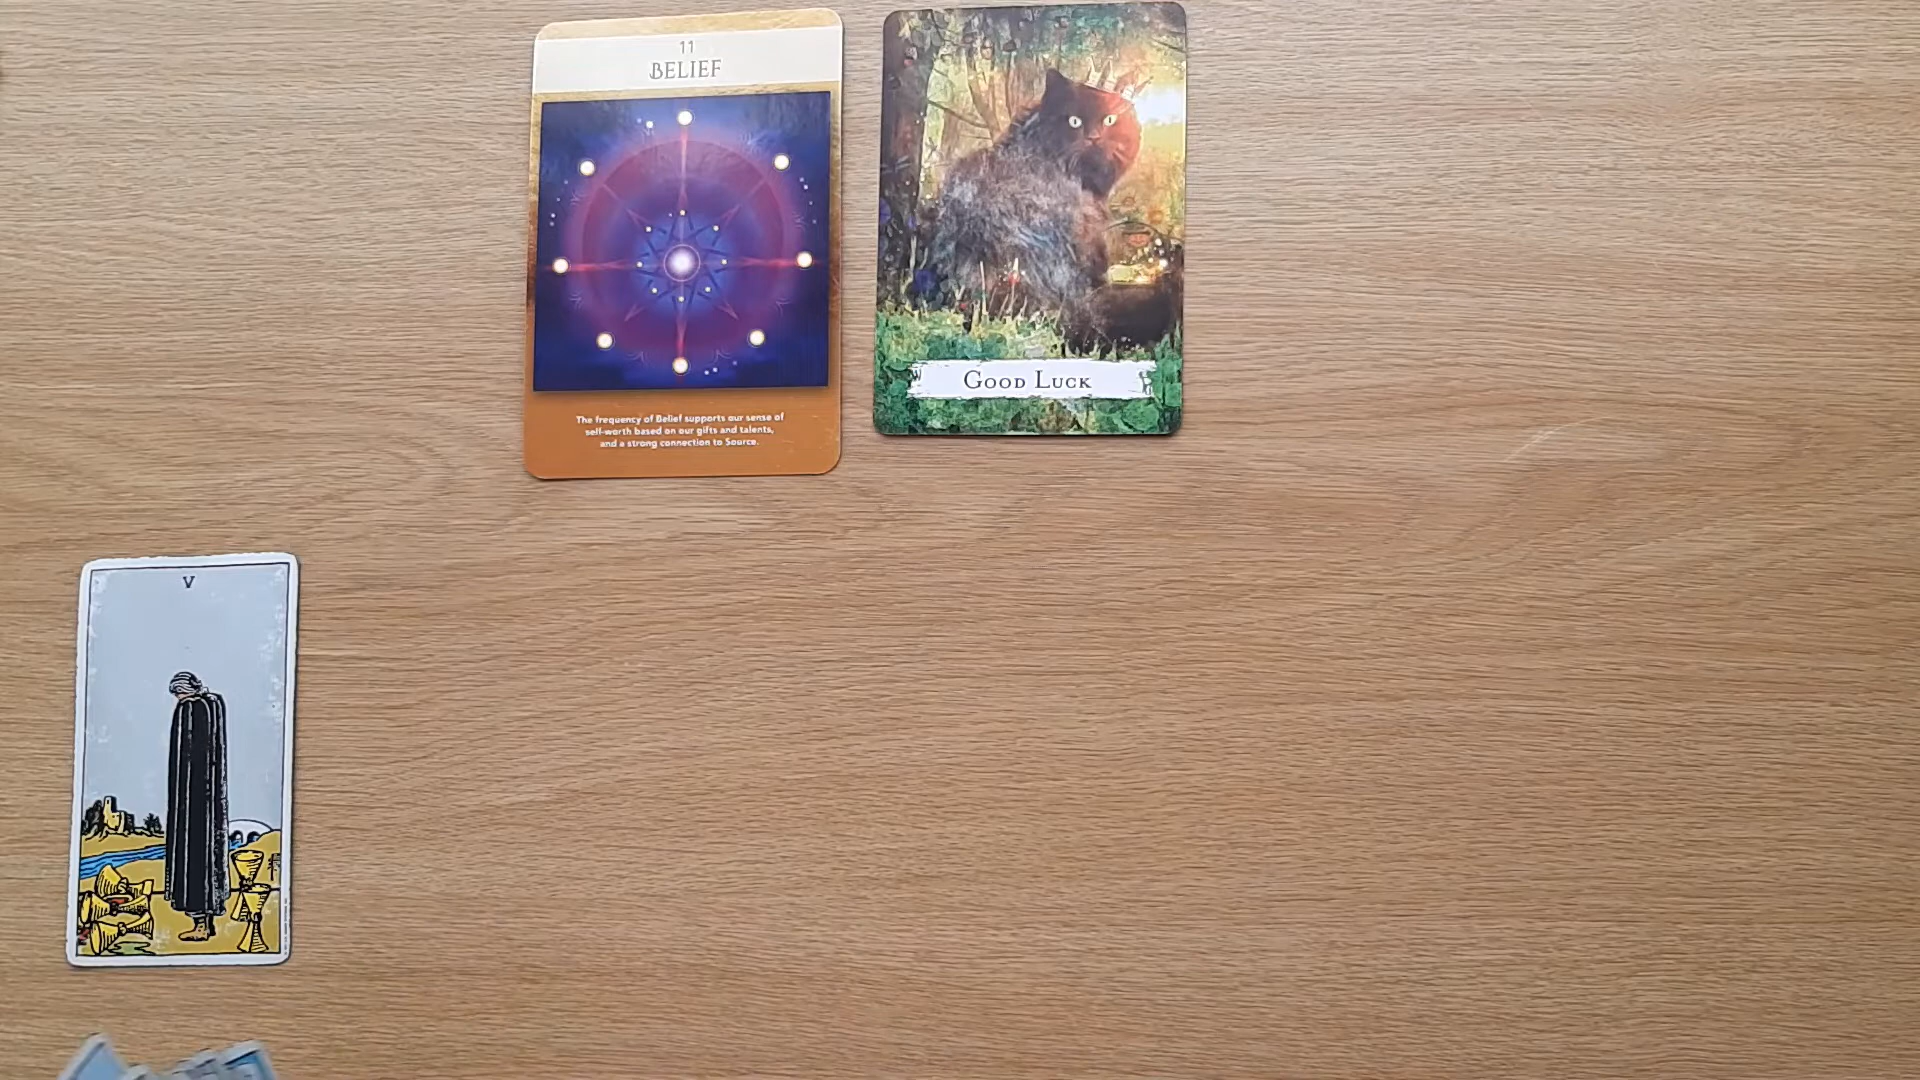 11
BELIEF
The frequency of Belief supports our sense of
self-worth based on our gifts and talents,
and a strong connection to Source.
GOOD LUCK
V